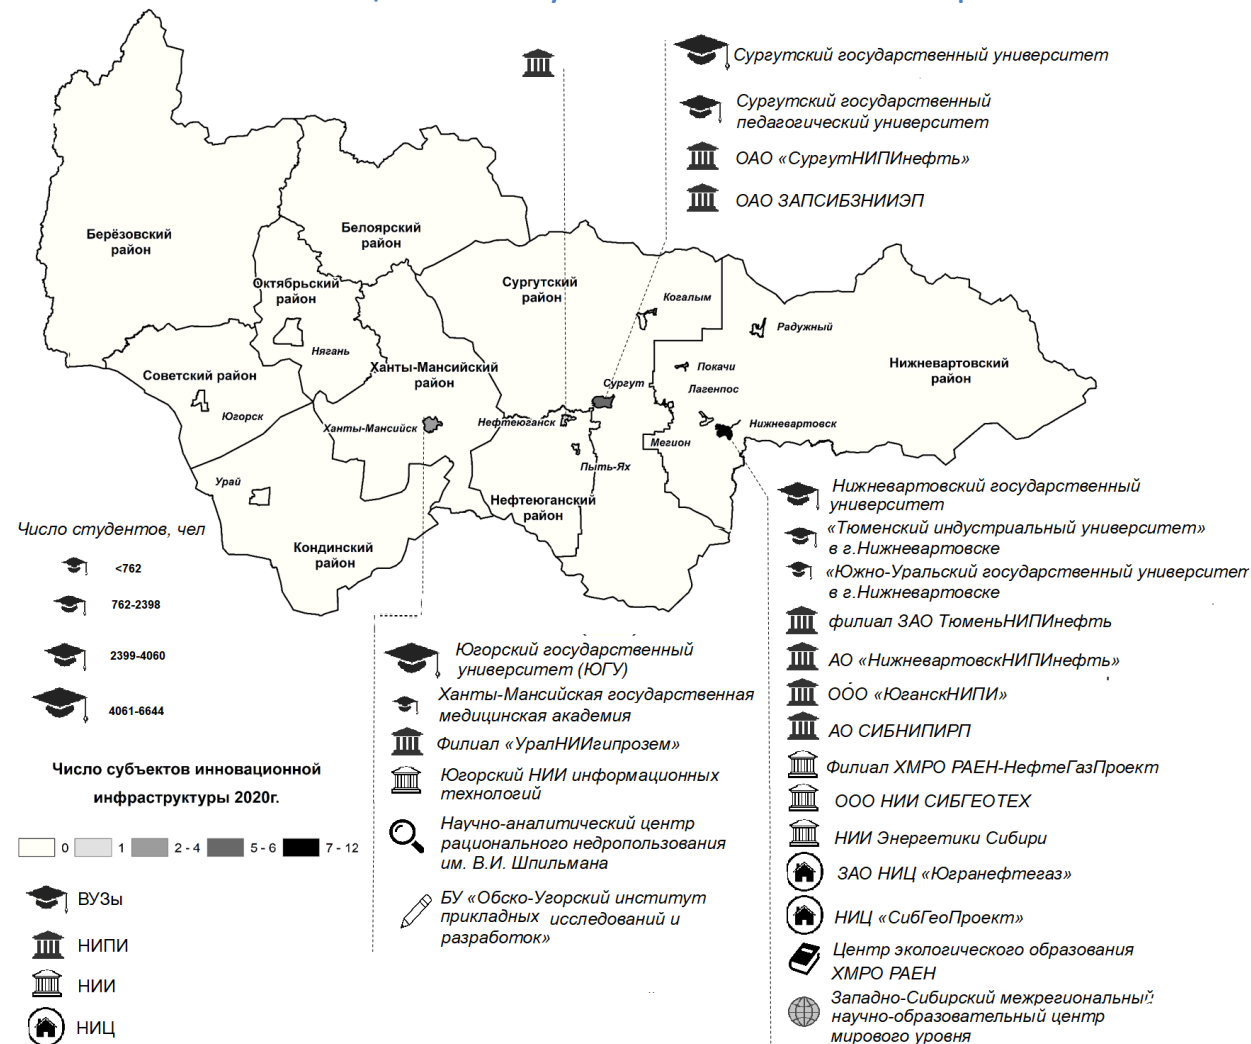 Сургутский государственный университет
Сургутский государственный
педагогический университет
ОАО «СургутНИПИнефть»
ОАО ЗАПСИБЗНИИЭП
Берёзовский
район
Белоярский
район
Октябрьский
район
Сургутский
район
Когалым
Радужный
Нягань
Ханты-Мансийский
район
Советский район
Покачи
Лагенпос
Нижневартовский
район
Сургут
Югорск
Ханты-Мансийск
Нефтеюганск
Нижневартовск
Мегион
Пыть-Ях
Урай
Нефтеюганский
район
Кондинский
район
Число студентов, чел
<762
762-2398
2399-4060
4061-6644
Число субъектов инновационной
инфраструктуры 2020г.
0 1 2 - 4 5 - 6 7 - 12
ВУЗы
НИПИ
НИИ
НИЦ
Югорский государственный
университет (ЮГУ)
Ханты-Мансийская государственная
медицинская академия
Филиал «УралНИИгипрозем»
Югорский НИИ информационных
технологий
Научно-аналитический центр
рационального недропользования
им. В.И. Шпильмана
БУ «Обско-Угорский институт
прикладных исследований и
разработок»
Нижневартовский государственный
университет
«Тюменский индустриальный университет»
в г.Нижневартовске
«Южно-Уральский государственный университет
в г.Нижневартовске
филиал ЗАО ТюменьНИПИнефть
АО «НижневартовскНИПИнефть»
ООО «ЮганскНИПИ»
АО СИБНИПИРП
Филиал ХМРО РАЕН-НефтеГазПроект
ООО НИИ СИБГЕОТЕХ
НИИ Энергетики Сибири
ЗАО НИЦ «Югранефтегаз»
НИЦ «СибГеоПроект»
Центр экологического образования
ХМРО РАЕН
Западно-Сибирский межрегиональный
научно-образовательный центр
мирового уровня